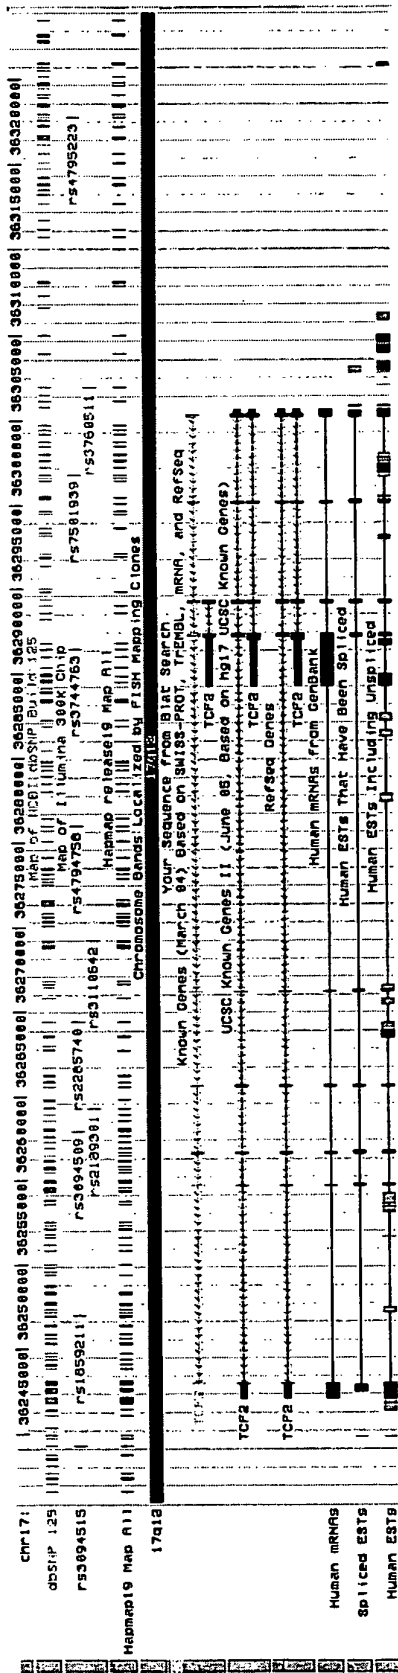 chr17: 36245000| 36250000| 36255000| 36260000| 36265000| 36270000| 36275000| 36280000| 36285000| 36290000| 36295000| 36300000| 36305000| 36310000| 36315000| 36320000|
Map of NCBI dbSNP Build 125
dbSNP 125
Map of Illumina 300K Chip
rs3094515 rs1859211| rs3094509| rs2285740| rs4794758| rs7501939| rs4795223|
rs2189301| rs3110642| rs3744763| rs3760511|
Hapmap release19 Map All
Hapmap19 Map All
Chromosome Bands Localized by FISH Mapping Clones
17q12
Your Sequence from Blat Search
Known Genes (March 04) Based on SWISS-PROT, TrEMBL, mRNA, and RefSeq
TCF2
TCF2
UCSC Known Genes II (June 05, Based on hg17 UCSC Known Genes)
TCF2
TCF2
RefSeq Genes
TCF2
TCF2
Human mRNAs from GenBank
Human mRNAs
Human ESTs That Have Been Spliced
Spliced ESTs
Human ESTs Including Unspliced
Human ESTs